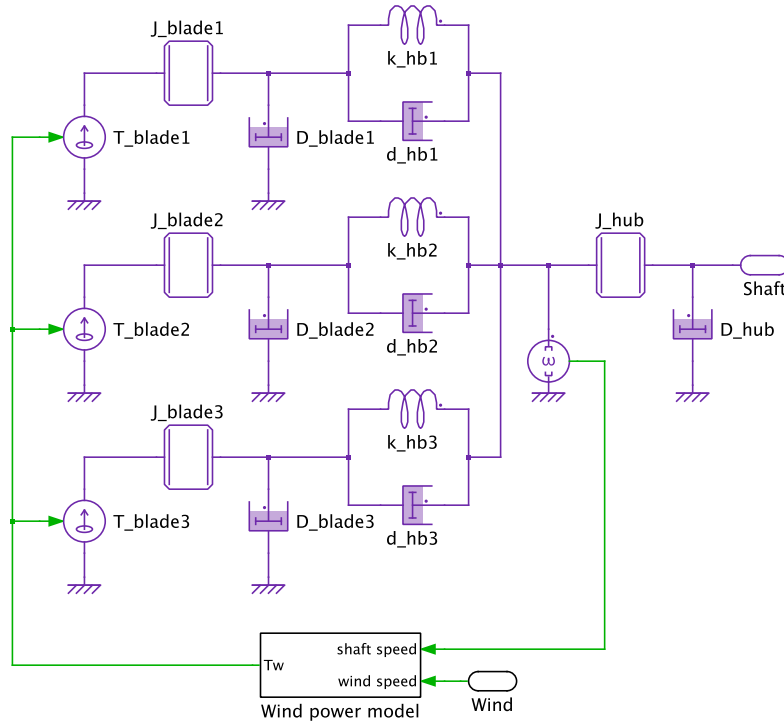 J_blade1
k_hb1
T_blade1
D_blade1
d_hb1
J_blade2
k_hb2
J_hub
Shaft
T_blade2
D_blade2
d_hb2
D_hub
ω
J_blade3
k_hb3
T_blade3
D_blade3
d_hb3
shaft speed
Tw
wind speed
Wind power model
Wind